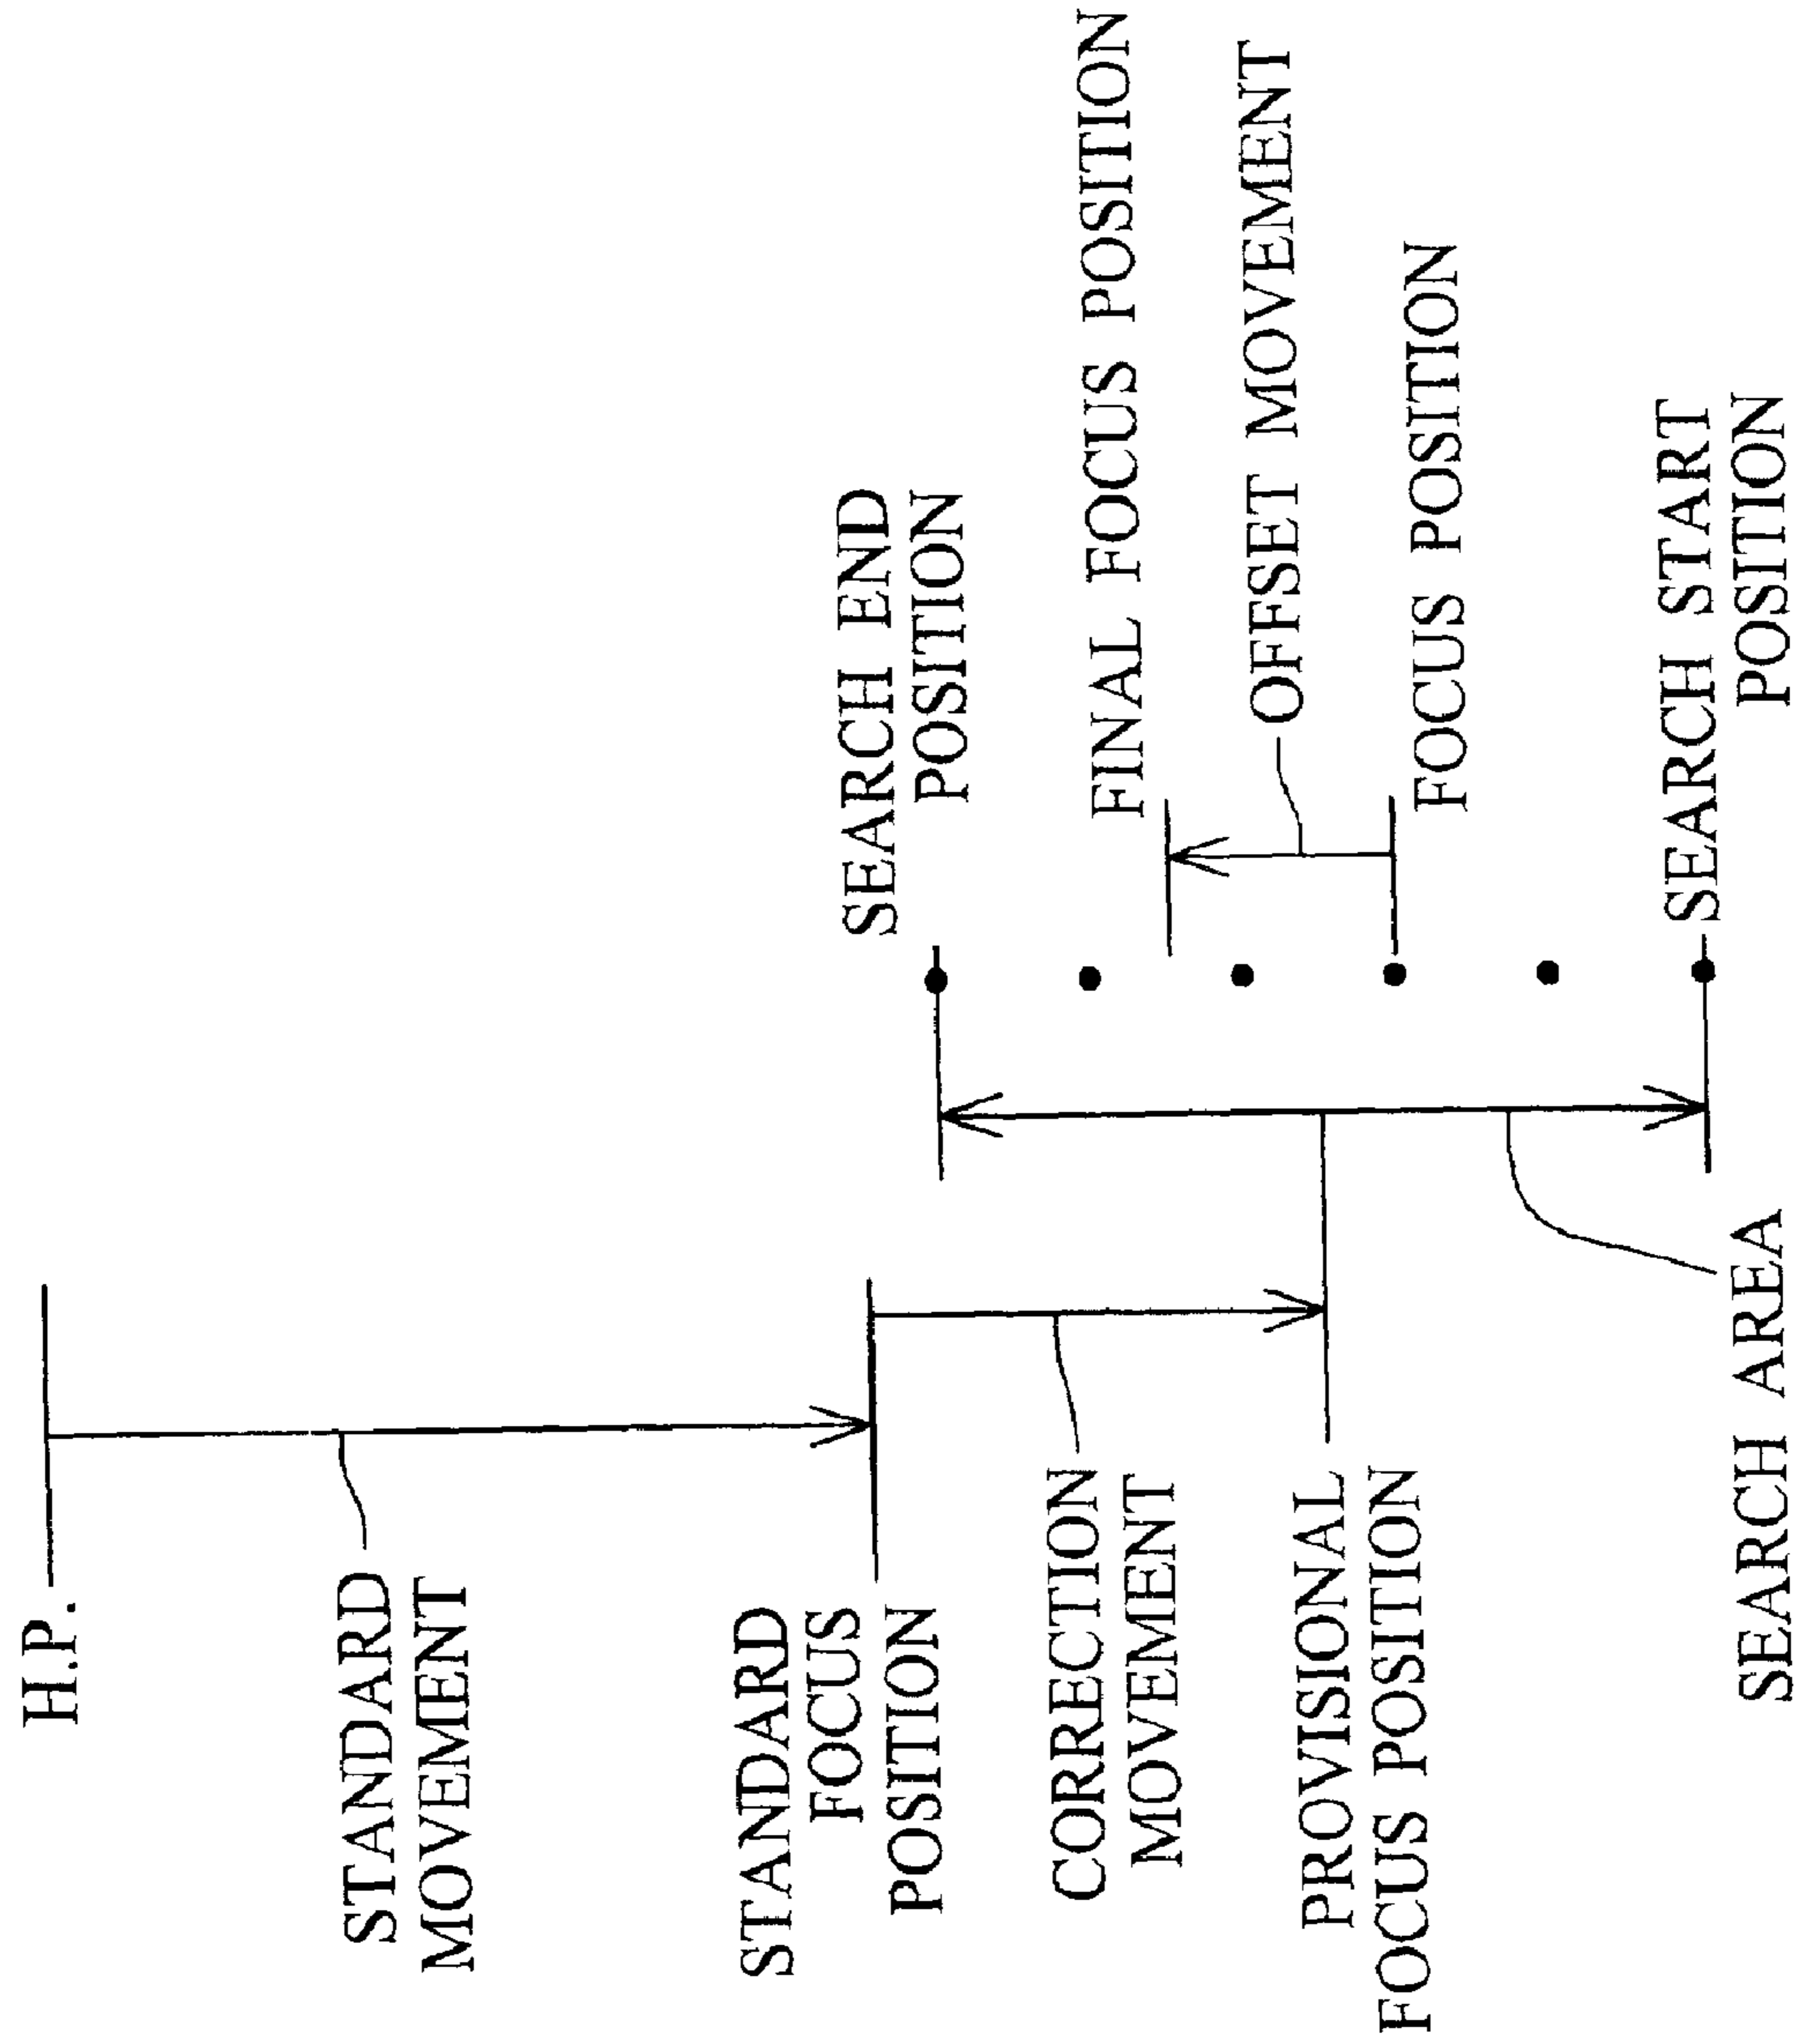 H.P.
STANDARD
MOVEMENT
STANDARD
FOCUS
POSITION
CORRECTION
MOVEMENT
PROVISIONAL
FOCUS POSITION
SEARCH AREA
SEARCH END
POSITION
FINAL FOCUS POSITION
OFFSET MOVEMENT
FOCUS POSITION
SEARCH START
POSITION